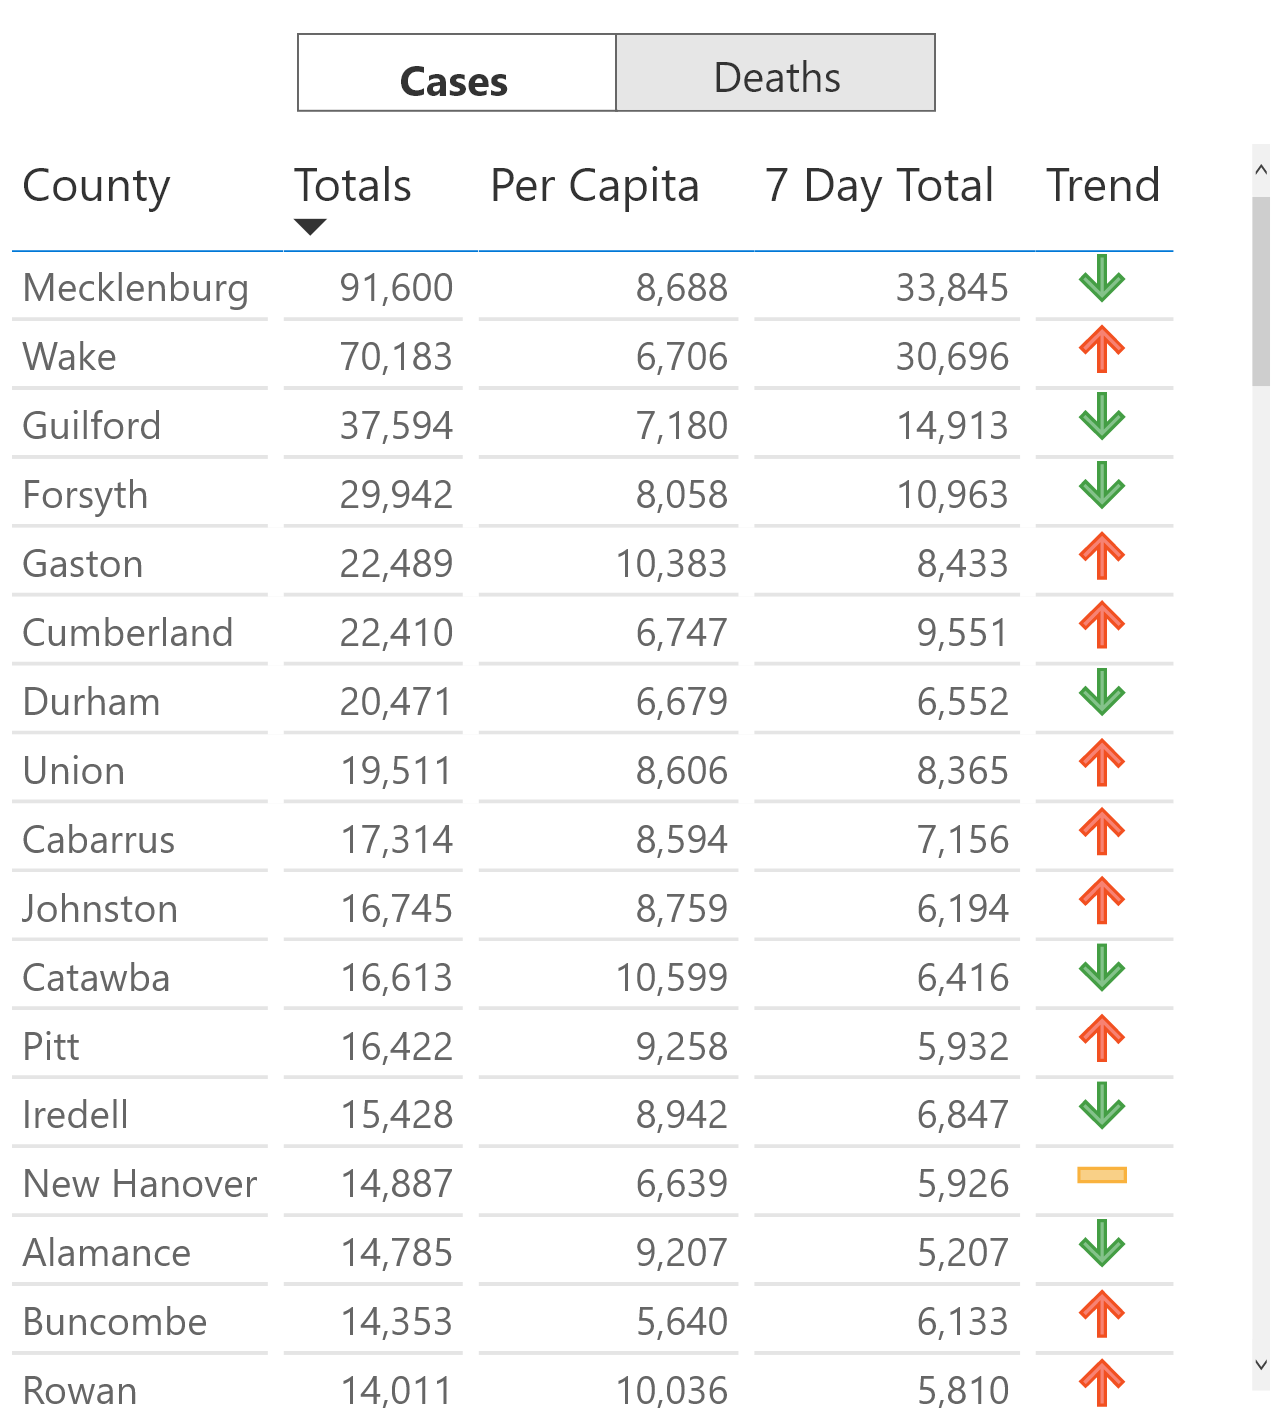 Cases Deaths
County Totals Per Capita 7 Day Total Trend
Mecklenburg 91,600 8,688 33,845
Wake 70,183 6,706 30,696
Guilford 37,594 7,180 14,913
Forsyth 29,942 8,058 10,963
Gaston 22,489 10,383 8,433
Cumberland 22,410 6,747 9,551
Durham 20,471 6,679 6,552
Union 19,511 8,606 8,365
Cabarrus 17,314 8,594 7,156
Johnston 16,745 8,759 6,194
Catawba 16,613 10,599 6,416
Pitt 16,422 9,258 5,932
Iredell 15,428 8,942 6,847
New Hanover 14,887 6,639 5,926
Alamance 14,785 9,207 5,207
Buncombe 14,353 5,640 6,133
Rowan 14,011 10,036 5,810